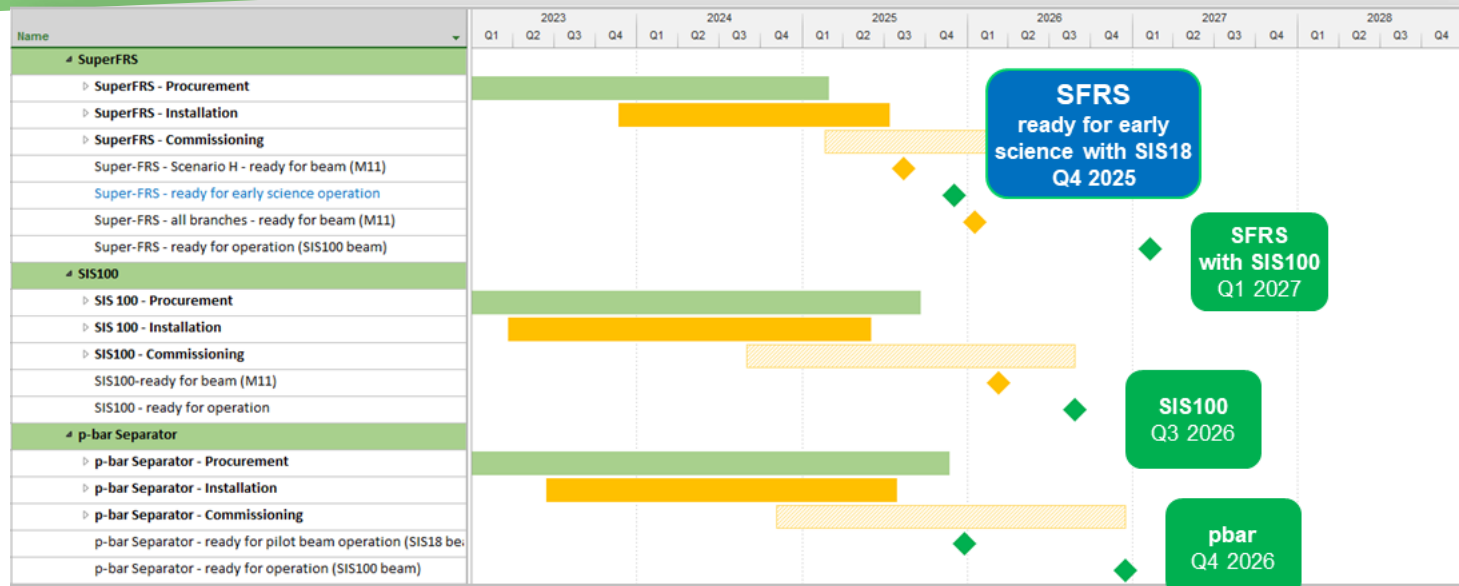 2023 2024 2025 2026 2027 2028
Name Q1 Q2 Q3 Q4 Q1 Q2 Q3 Q4 Q1 Q2 Q3 Q4 Q1 Q2 Q3 Q4 Q1 Q2 Q3 Q4 Q1 Q2 Q3 Q4
SuperFRS
SuperFRS - Procurement
SuperFRS - Installation
SuperFRS - Commissioning
Super-FRS - Scenario H - ready for beam (M11)
Super-FRS - ready for early science operation
Super-FRS - all branches - ready for beam (M11)
Super-FRS - ready for operation (SIS100 beam)
SFRS
ready for early
science with SIS18
Q4 2025
SFRS
with SIS100
Q1 2027
SIS100
SIS 100 - Procurement
SIS 100 - Installation
SIS100 - Commissioning
SIS100-ready for beam (M11)
SIS100 - ready for operation
SIS100
Q3 2026
p-bar Separator
p-bar Separator - Procurement
p-bar Separator - Installation
p-bar Separator - Commissioning
p-bar Separator - ready for pilot beam operation (SIS18
p-bar Separator - ready for operation (SIS100 beam)
pbar
Q4 2026